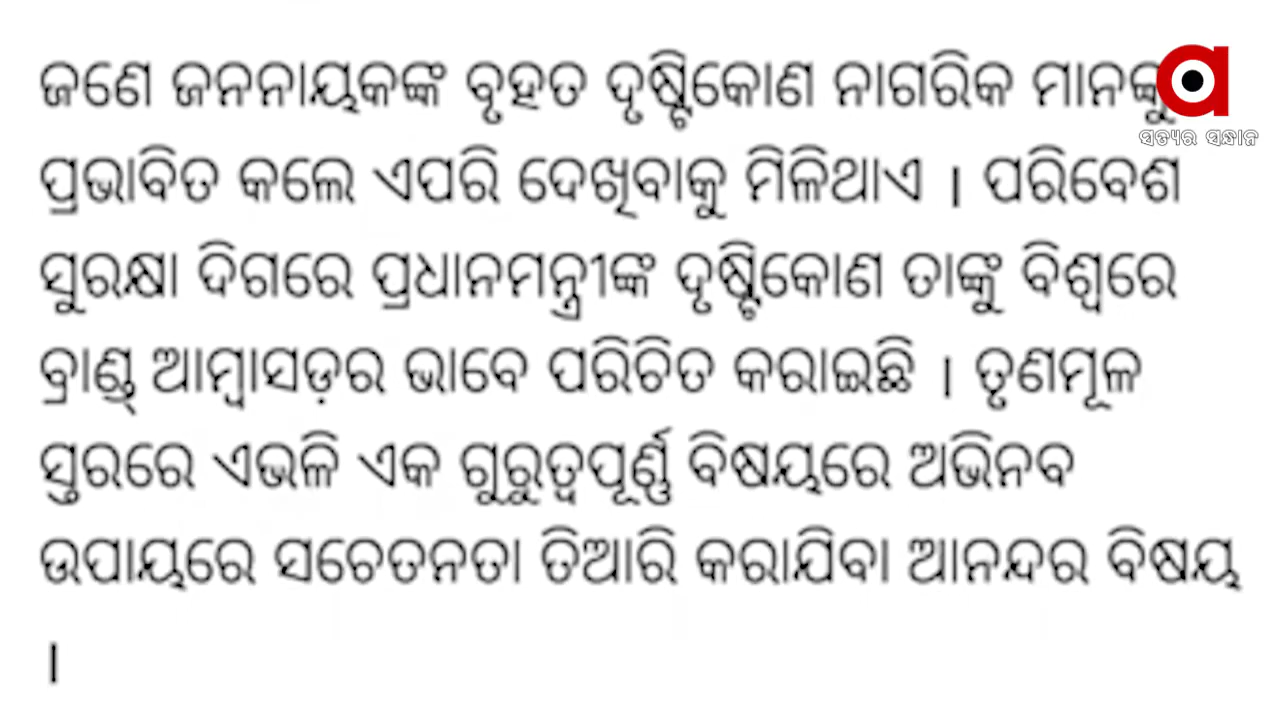 ଜଣେ ଜନନାୟକଙ୍କ ବୃହତ ଦୃଷ୍ଟିକୋଣ ନାଗରିକ ମାନଙ୍କୁ
ସତ୍ୟର ସନ୍ଧାନ
ପ୍ରଭାବିତ କଲେ ଏପରି ଦେଖିବାକୁ ମିଳିଥାଏ । ପରିବେଶ
ସୁରକ୍ଷା ଦିଗରେ ପ୍ରଧାନମନ୍ତ୍ରୀଙ୍କ ଦୃଷ୍ଟିକୋଣ ତାଙ୍କୁ ବିଶ୍ୱରେ
ବ୍ରାଣ୍ଡ୍ ଆମ୍ବାସଡ଼ର ଭାବେ ପରିଚିତ କରାଇଛି । ତୃଣମୂଳ
ସ୍ତରରେ ଏଭଳି ଏକ ଗୁରୁତ୍ୱପୂର୍ଣ୍ଣ ବିଷୟରେ ଅଭିନବ
ଉପାୟରେ ସଚେତନତା ତିଆରି କରାଯିବା ଆନନ୍ଦର ବିଷୟ
।